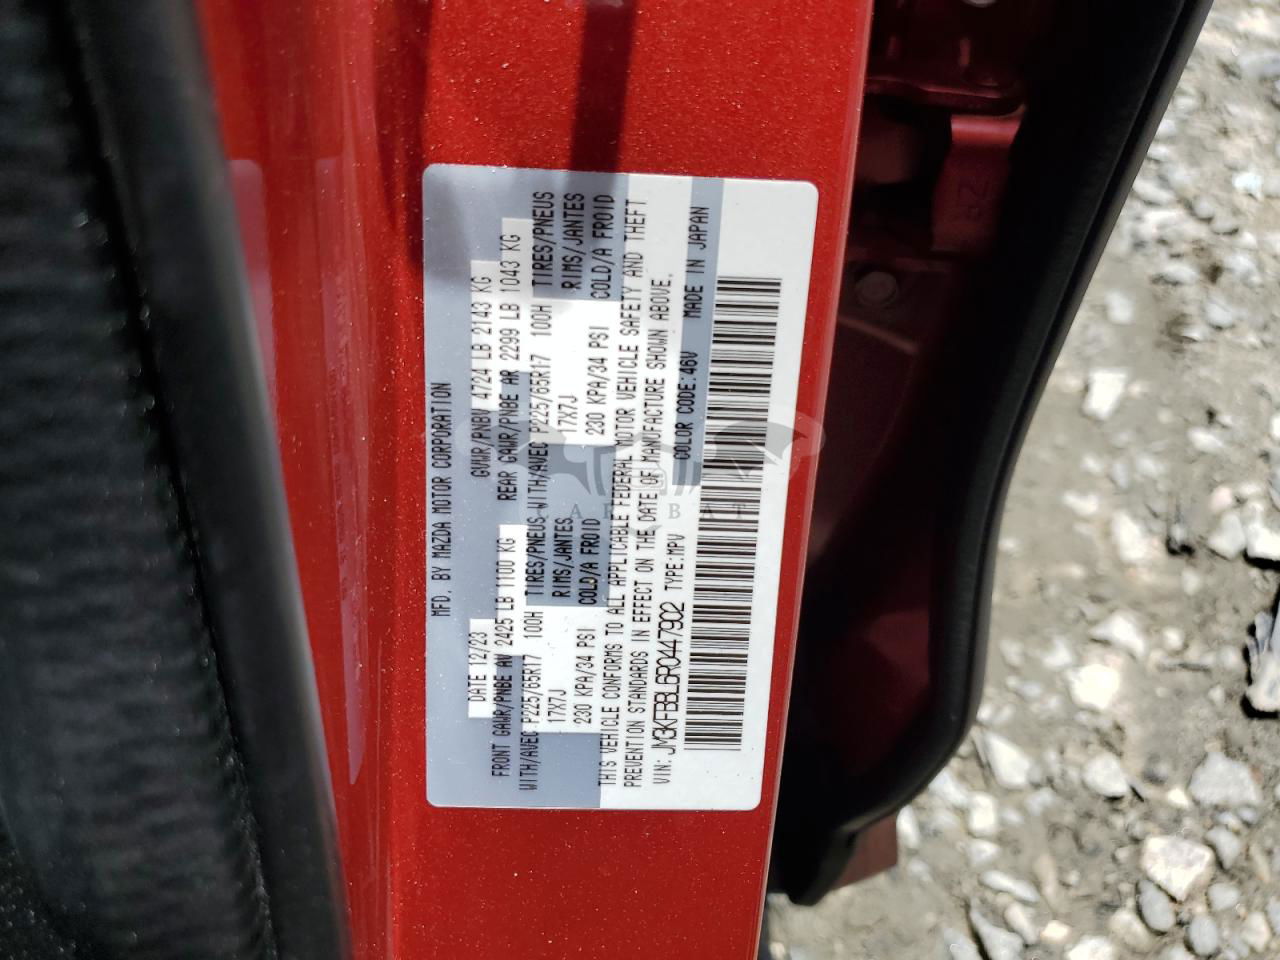 MFD. BY MAZDA MOTOR CORPORATION
DATE 12/23 GVWR/PNBV 4724 LB 2143 KG
FRONT GAWR/PNBE AV 2425 LB 1100 KG REAR GAWR/PNBE AR 2299 LB 1043 KG
WITH/AVEC P225/65R17 100H TIRES/PNEUS WITH/AVEC P225/65R17 100H TIRES/PNEUS
17X7J RIMS/JANTES 17X7J RIMS/JANTES
230 KPA/34 PSI COLD/A FROID 230 KPA/34 PSI COLD/A FROID
THIS VEHICLE CONFORMS TO ALL APPLICABLE FEDERAL MOTOR VEHICLE SAFETY AND THEFT
PREVENTION STANDARDS IN EFFECT ON THE DATE OF MANUFACTURE SHOWN ABOVE.
VIN: JM3KFBBL6R0447902 TYPE:MPV COLOR CODE:46V MADE IN JAPAN